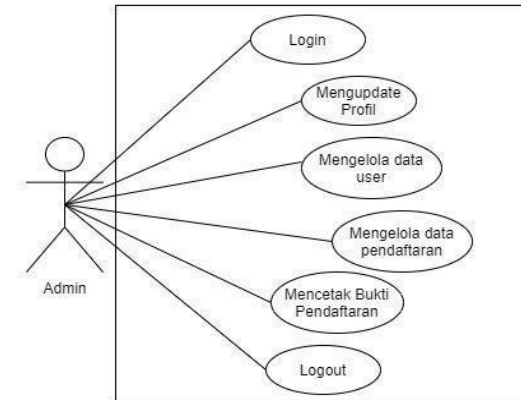 Login
Mengupdate
Profil
Mengelola data
user
Mengelola data
pendaftaran
Admin
Mencetak Bukti
Pendaftaran
Logout